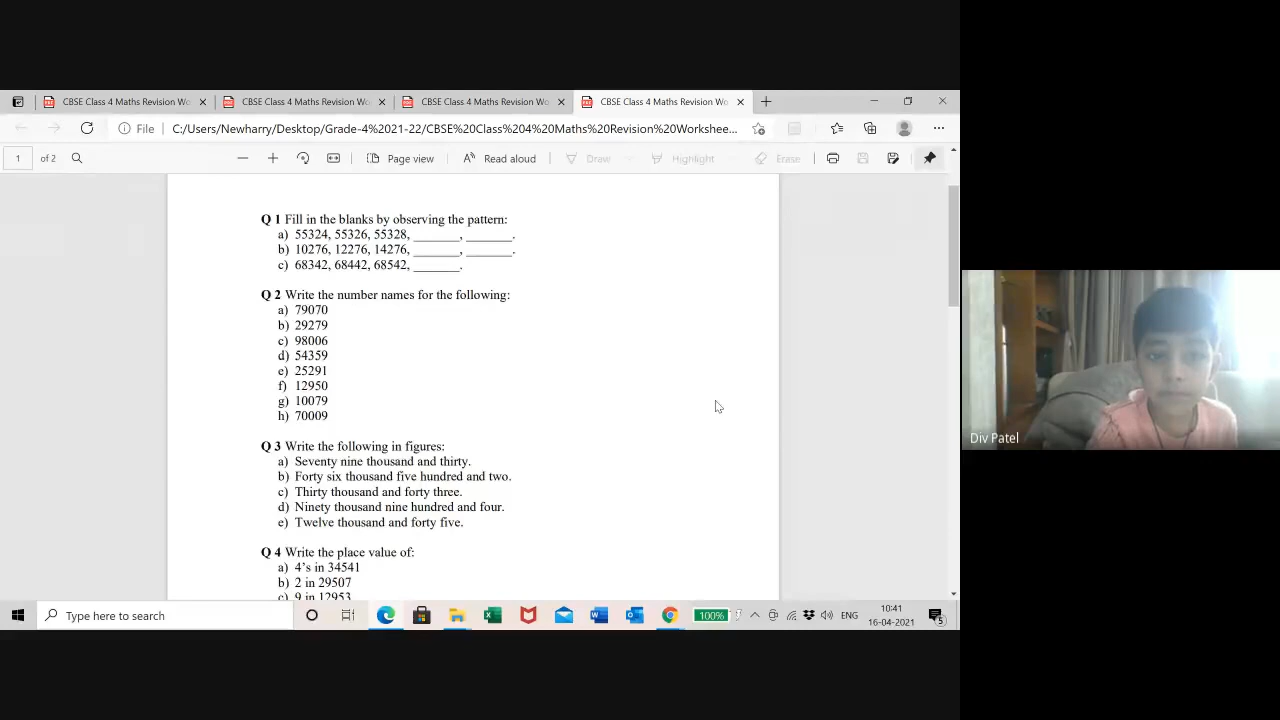 CBSE Class 4 Maths Revision Wo
CBSE Class 4 Maths Revision Wo
CBSE Class 4 Maths Revision Wo
CBSE Class 4 Maths Revision Wo
File
C:/Users/Newharry/Desktop/Grade-4%2021-22/CBSE%20Class%204%20Maths%20Revision%20Workshee...
1 of 2
Page view
Read aloud
Draw
Highlight
Erase
Q 1 Fill in the blanks by observing the pattern:
a) 55324, 55326, 55328, _______, _______.
b) 10276, 12276, 14276, _______, _______.
c) 68342, 68442, 68542, _______.
Q 2 Write the number names for the following:
a) 79070
b) 29279
c) 98006
d) 54359
e) 25291
f) 12950
g) 10079
h) 70009
Q 3 Write the following in figures:
a) Seventy nine thousand and thirty.
b) Forty six thousand five hundred and two.
c) Thirty thousand and forty three.
d) Ninety thousand nine hundred and four.
e) Twelve thousand and forty five.
Q 4 Write the place value of:
a) 4's in 34541
b) 2 in 29507
c) 9 in 12953
Div Patel
Type here to search
100%
ENG
10:41
16-04-2021
5